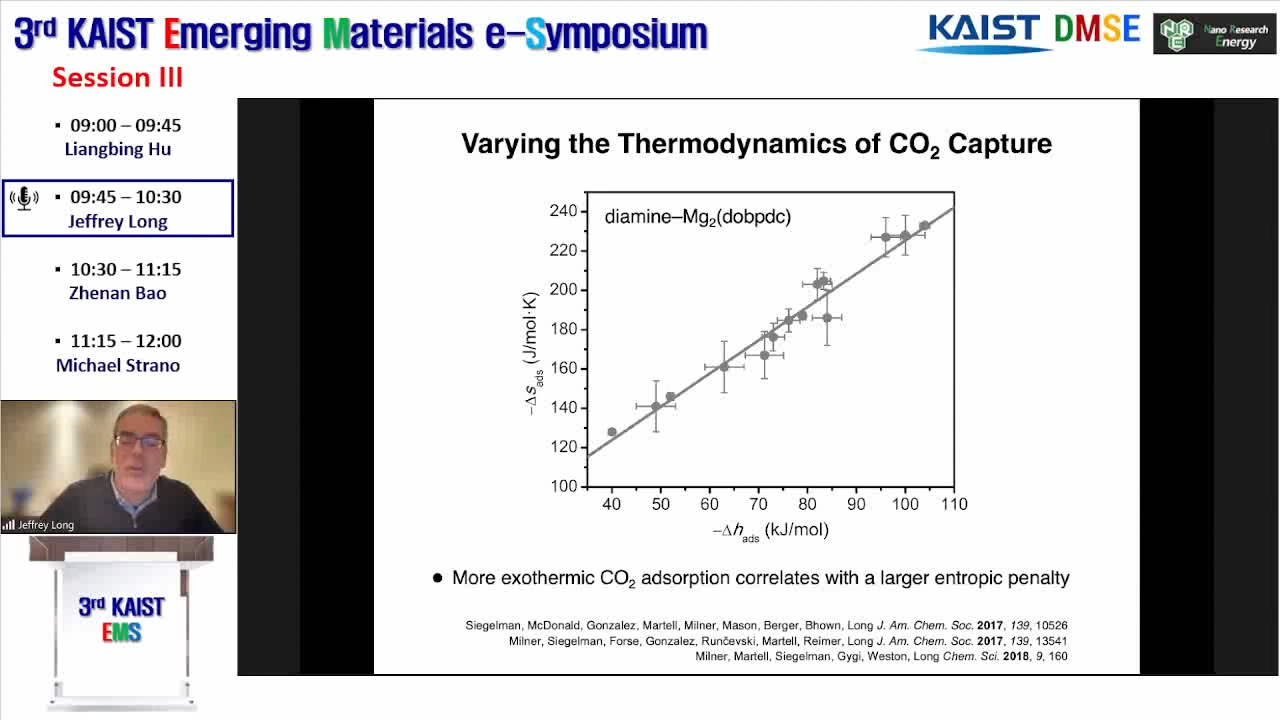 3rd KAIST Emerging Materials e-Symposium
KAIST DMSE
Nano Research
Energy
NRE
Session III
▪ 09:00 – 09:45
Liangbing Hu
▪ 09:45 – 10:30
Jeffrey Long
▪ 10:30 – 11:15
Zhenan Bao
▪ 11:15 – 12:00
Michael Strano
Jeffrey Long
3rd KAIST
EMS
Varying the Thermodynamics of CO2 Capture
diamine–Mg2(dobpdc)
240
220
200
180
160
140
120
100
–Δsads (J/mol·K)
40 50 60 70 80 90 100 110
–Δhads (kJ/mol)
● More exothermic CO2 adsorption correlates with a larger entropic penalty
Siegelman, McDonald, Gonzalez, Martell, Milner, Mason, Berger, Bhown, Long J. Am. Chem. Soc. 2017, 139, 10526
Milner, Siegelman, Forse, Gonzalez, Runčevski, Martell, Reimer, Long J. Am. Chem. Soc. 2017, 139, 13541
Milner, Martell, Siegelman, Gygi, Weston, Long Chem. Sci. 2018, 9, 160